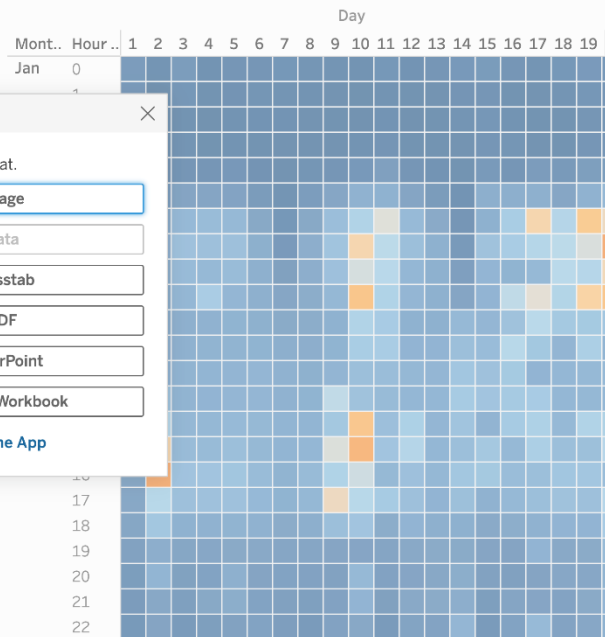 Day
Mont.. Hour .. 1 2 3 4 5 6 7 8 9 10 11 12 13 14 15 16 17 18 19
Jan 0
at.
age
ata
sstab
DF
rPoint
Workbook
ne App
17
18
19
20
21
22